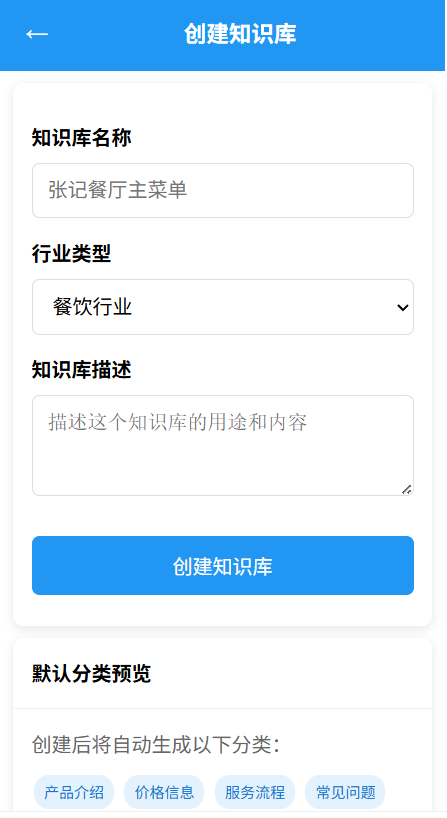 ←
创建知识库
知识库名称
张记餐厅主菜单
行业类型
餐饮行业
知识库描述
描述这个知识库的用途和内容
创建知识库
默认分类预览
创建后将自动生成以下分类：
产品介绍 价格信息 服务流程 常见问题